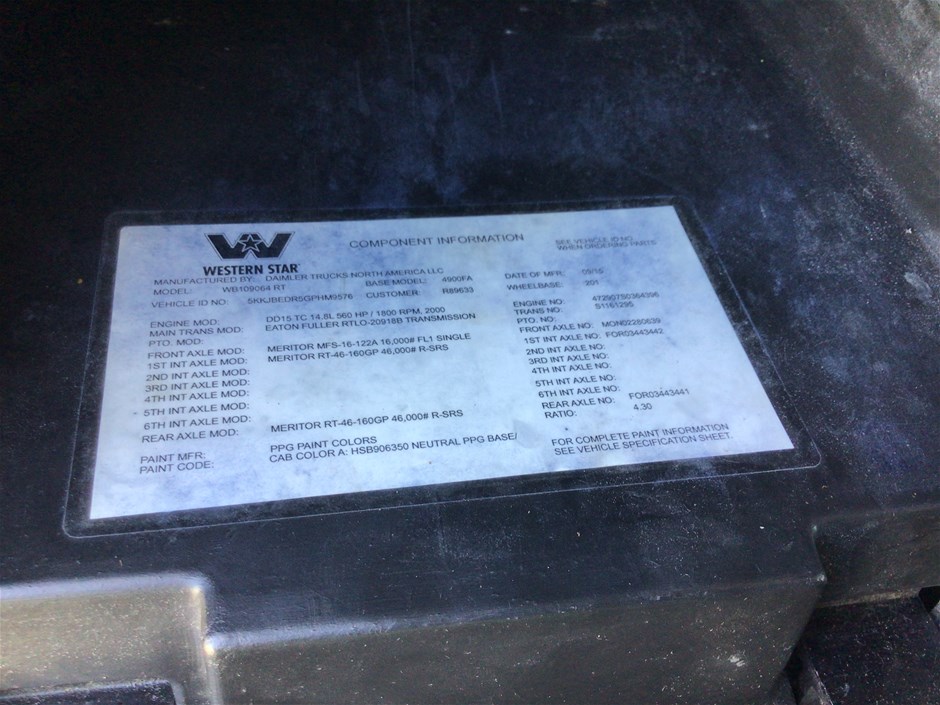 WESTERN STAR
COMPONENT INFORMATION
SEE VEHICLE ID NO.
WHEN ORDERING PARTS
MANUFACTURED BY: DAIMLER TRUCKS NORTH AMERICA LLC
MODEL: WB109064 RT BASE MODEL: 4900FA DATE OF MFR: 09/15
VEHICLE ID NO: 5KKJBEDR5GPHM9576 CUSTOMER: R89633 WHEELBASE: 201
ENGINE MOD: DD15 TC 14.8L 560 HP / 1800 RPM, 2000 ENGINE NO:
MAIN TRANS MOD: EATON FULLER RTLO-20918B TRANSMISSION TRANS NO: S1161295
PTO. MOD: PTO. NO:
FRONT AXLE MOD: MERITOR MFS-16-122A 16,000# FL1 SINGLE FRONT AXLE NO: MON02280639
1ST INT AXLE MOD: MERITOR RT-46-160GP 46,000# R-SRS 1ST INT AXLE NO: FOR03443442
2ND INT AXLE MOD: 2ND INT AXLE NO:
3RD INT AXLE MOD: 3RD INT AXLE NO:
4TH INT AXLE MOD: 4TH INT AXLE NO:
5TH INT AXLE MOD: 5TH INT AXLE NO:
6TH INT AXLE MOD: 6TH INT AXLE NO:
REAR AXLE MOD: MERITOR RT-46-160GP 46,000# R-SRS REAR AXLE NO: FOR03443441
RATIO: 4.30
PAINT MFR: PPG PAINT COLORS
PAINT CODE: CAB COLOR A: HSB906350 NEUTRAL PPG BASE/
FOR COMPLETE PAINT INFORMATION
SEE VEHICLE SPECIFICATION SHEET.